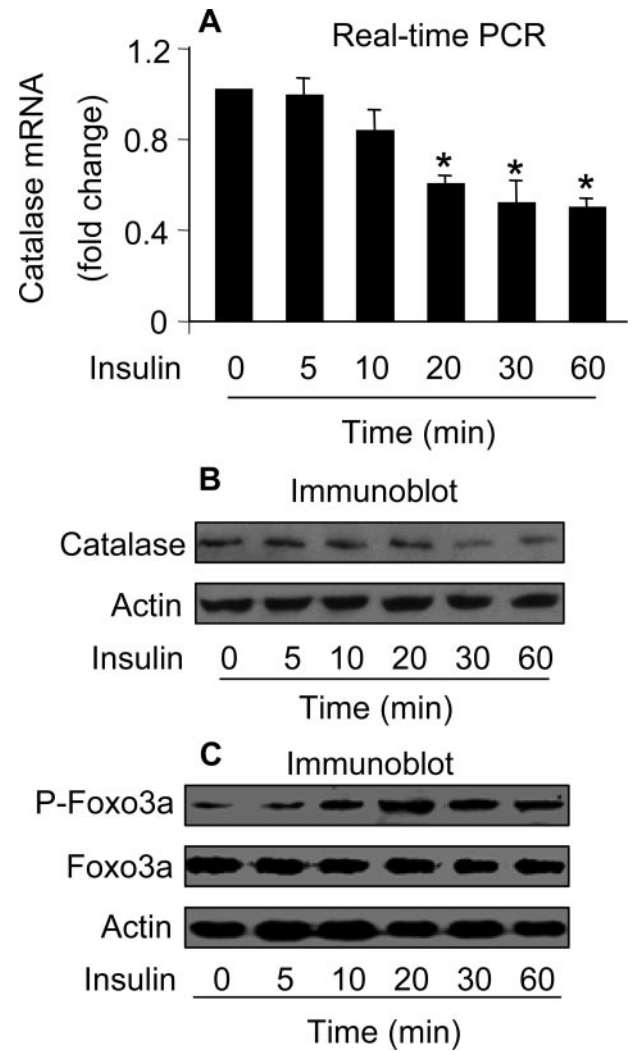 A
Real-time PCR
Catalase mRNA
(fold change)
1.2
0.8
0.4
0
* * *
Insulin 0 5 10 20 30 60
Time (min)
B
Immunoblot
Catalase
Actin
Insulin 0 5 10 20 30 60
Time (min)
C
Immunoblot
P-Foxo3a
Foxo3a
Actin
Insulin 0 5 10 20 30 60
Time (min)